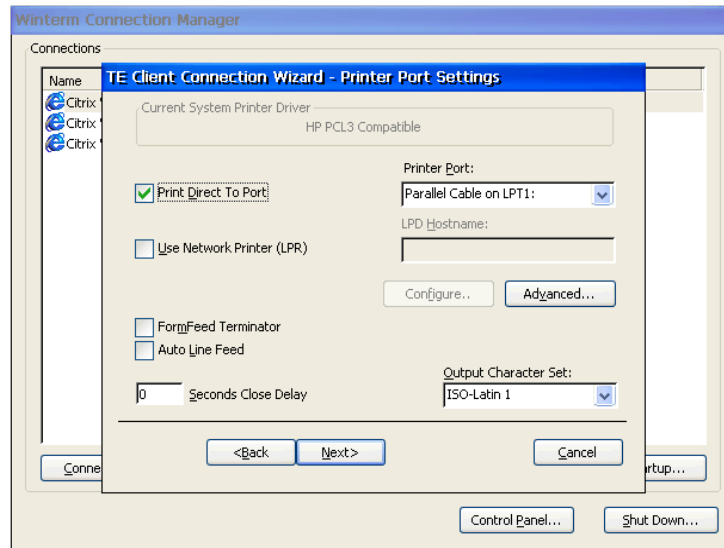 Winterm Connection Manager
Connections
Name
Citrix
Citrix
Citrix
TE Client Connection Wizard - Printer Port Settings
Current System Printer Driver
HP PCL3 Compatible
Printer Port:
Print Direct To Port
Parallel Cable on LPT1:
LPD Hostname:
Use Network Printer (LPR)
Configure..
Advanced...
FormFeed Terminator
Auto Line Feed
Output Character Set:
0 Seconds Close Delay
ISO-Latin 1
<Back
Next>
Cancel
Conne
rtup...
Control Panel...
Shut Down...